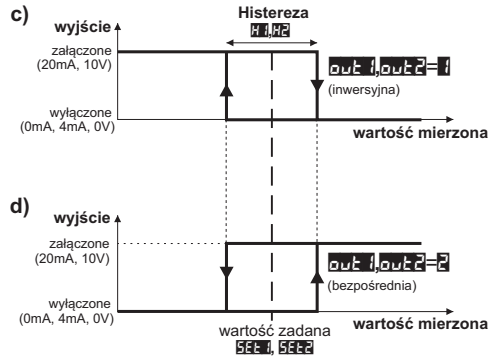 c)
wyjście
Histereza
H1,H2
załączone
(20mA, 10V)
out1,out2=1
(inwersyjna)
wyłączone
(0mA, 4mA, 0V)
wartość mierzona
d)
wyjście
załączone
(20mA, 10V)
out1,out2=2
(bezpośrednia)
wyłączone
(0mA, 4mA, 0V)
wartość zadana
SEt1, SEt2
wartość mierzona